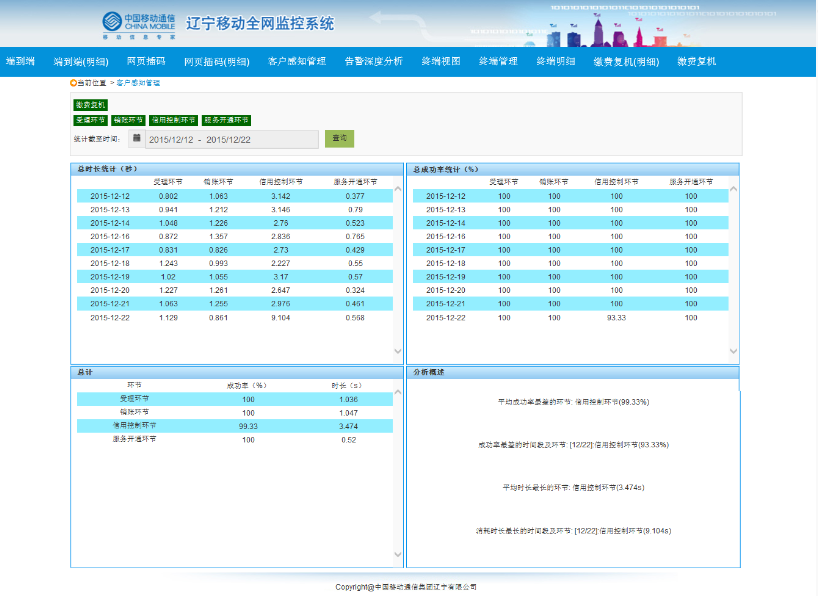 中国移动通信
CHINA MOBILE
移 动 信 息 专 家
辽宁移动全网监控系统
端到端 端到端(明细) 网页拨码 网页拨码(明细) 客户感知管理 告警深度分析 终端视图 终端管理 终端明细 缴费复机(明细) 缴费复机
当前位置 > 客户感知管理
缴费复机
受理环节 销账环节 信用控制环节 服务开通环节
统计截至时间: 2015/12/12 - 2015/12/22 查询
总时长统计（秒）
受理环节 销账环节 信用控制环节 服务开通环节
2015-12-12 0.802 1.063 3.142 0.377
2015-12-13 0.941 1.212 3.146 0.79
2015-12-14 1.048 1.226 2.76 0.523
2015-12-16 0.872 1.357 2.836 0.765
2015-12-17 0.831 0.826 2.73 0.429
2015-12-18 1.243 0.993 2.227 0.55
2015-12-19 1.02 1.055 3.17 0.57
2015-12-20 1.227 1.261 2.647 0.324
2015-12-21 1.063 1.255 2.976 0.461
2015-12-22 1.129 0.861 9.104 0.568
总成功率统计（%）
受理环节 销账环节 信用控制环节 服务开通环节
2015-12-12 100 100 100 100
2015-12-13 100 100 100 100
2015-12-14 100 100 100 100
2015-12-16 100 100 100 100
2015-12-17 100 100 100 100
2015-12-18 100 100 100 100
2015-12-19 100 100 100 100
2015-12-20 100 100 100 100
2015-12-21 100 100 100 100
2015-12-22 100 100 93.33 100
总计
环节 成功率（%） 时长（s）
受理环节 100 1.036
销账环节 100 1.047
信用控制环节 99.33 3.474
服务开通环节 100 0.52
分析概述
平均成功率最差的环节: 信用控制环节(99.33%)
成功率最差的时间段及环节: [12/22]:信用控制环节(93.33%)
平均时长最长的环节: 信用控制环节(3.474s)
消耗时长最长的时间段及环节: [12/22]:信用控制环节(9.104s)
Copyright@中国移动通信集团辽宁有限公司